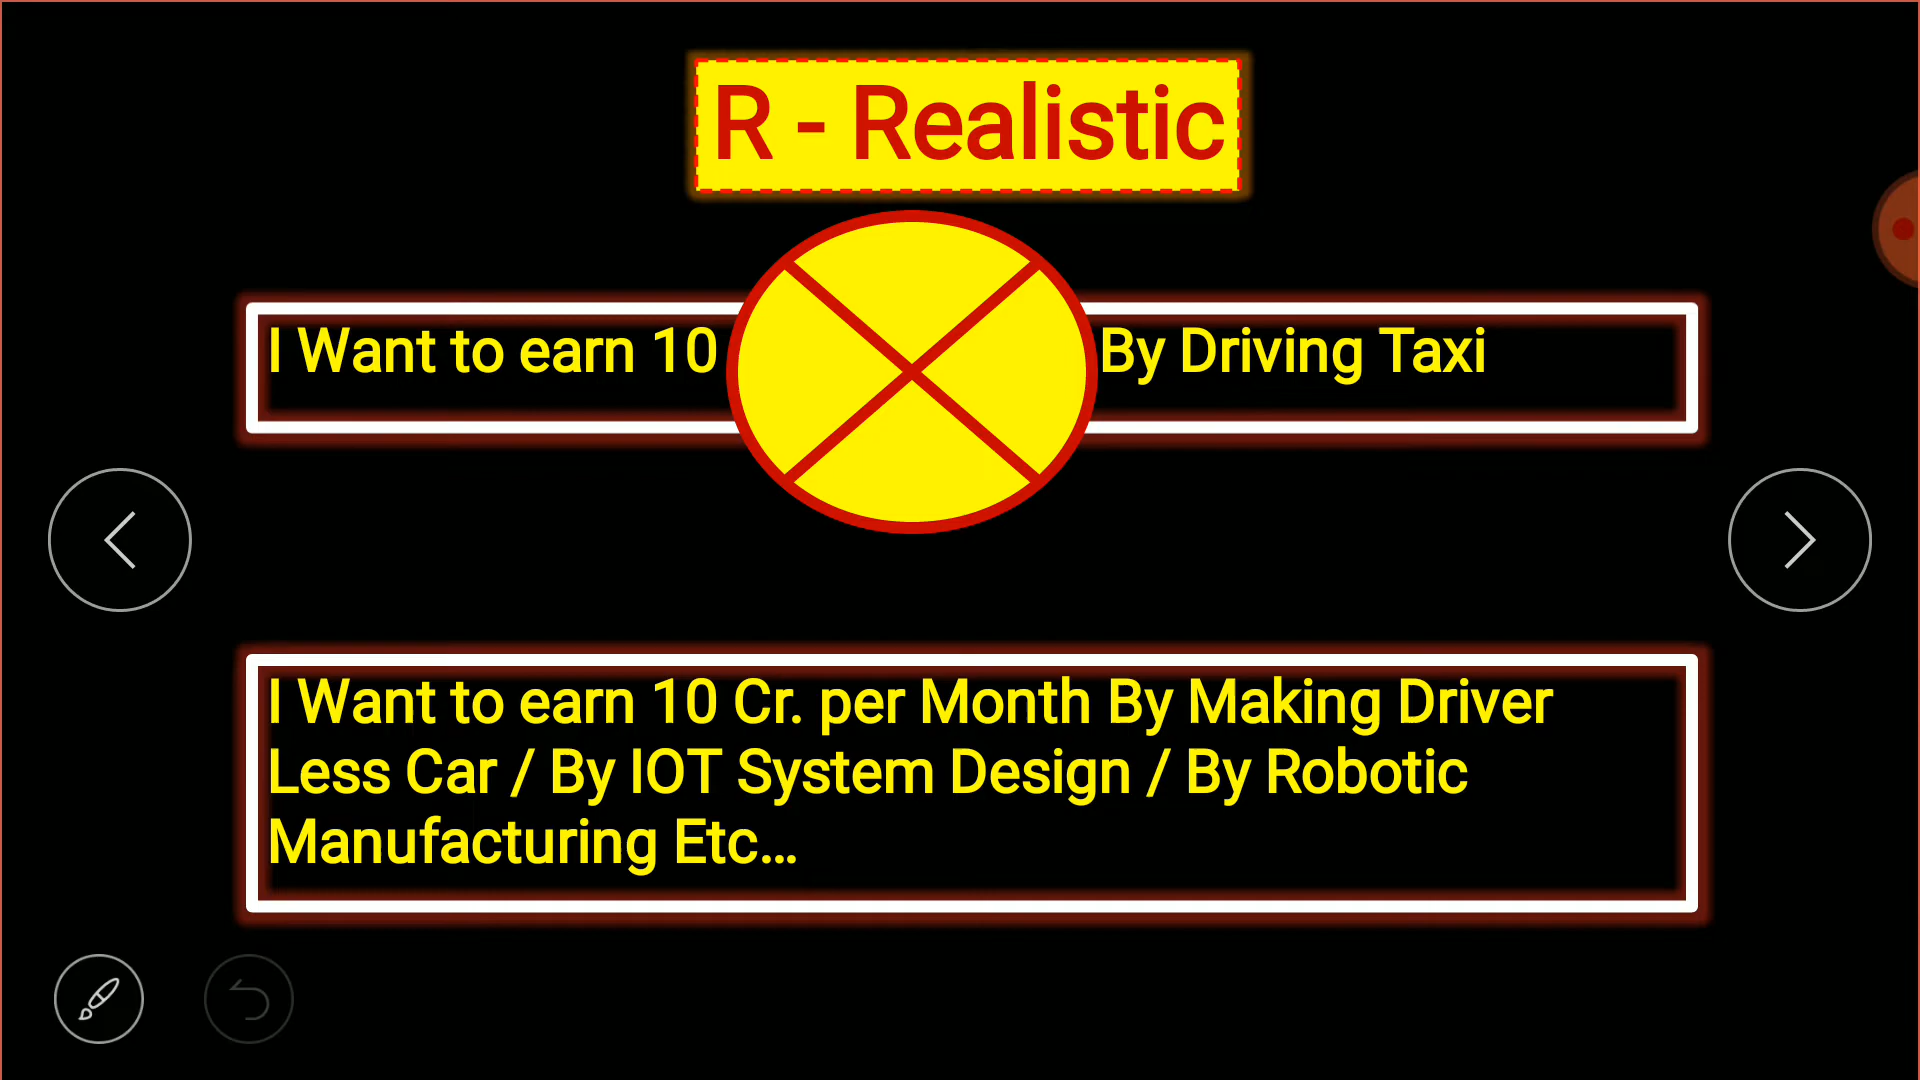 R - Realistic
I Want to earn 10 By Driving Taxi
I Want to earn 10 Cr. per Month By Making Driver
Less Car / By IOT System Design / By Robotic
Manufacturing Etc...